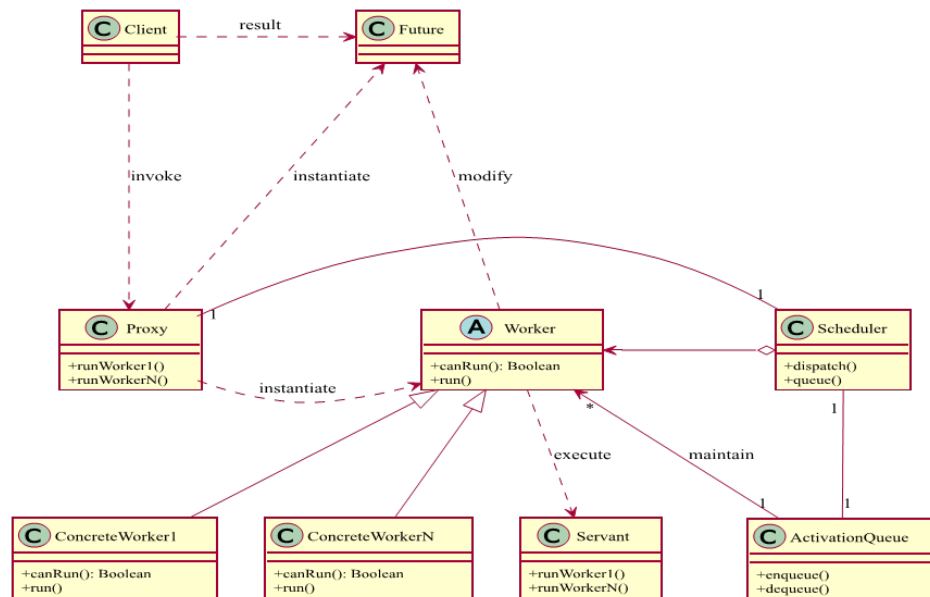 C Client
result
C Future
invoke
instantiate
modify
1
1
C Proxy
+runWorker1()
+runWorkerN()
A Worker
+canRun(): Boolean
+run()
C Scheduler
+dispatch()
+queue()
instantiate
*
1
execute
maintain
1
1
C ConcreteWorker1
+canRun(): Boolean
+run()
C ConcreteWorkerN
+canRun(): Boolean
+run()
C Servant
+runWorker1()
+runWorkerN()
C ActivationQueue
+enqueue()
+dequeue()